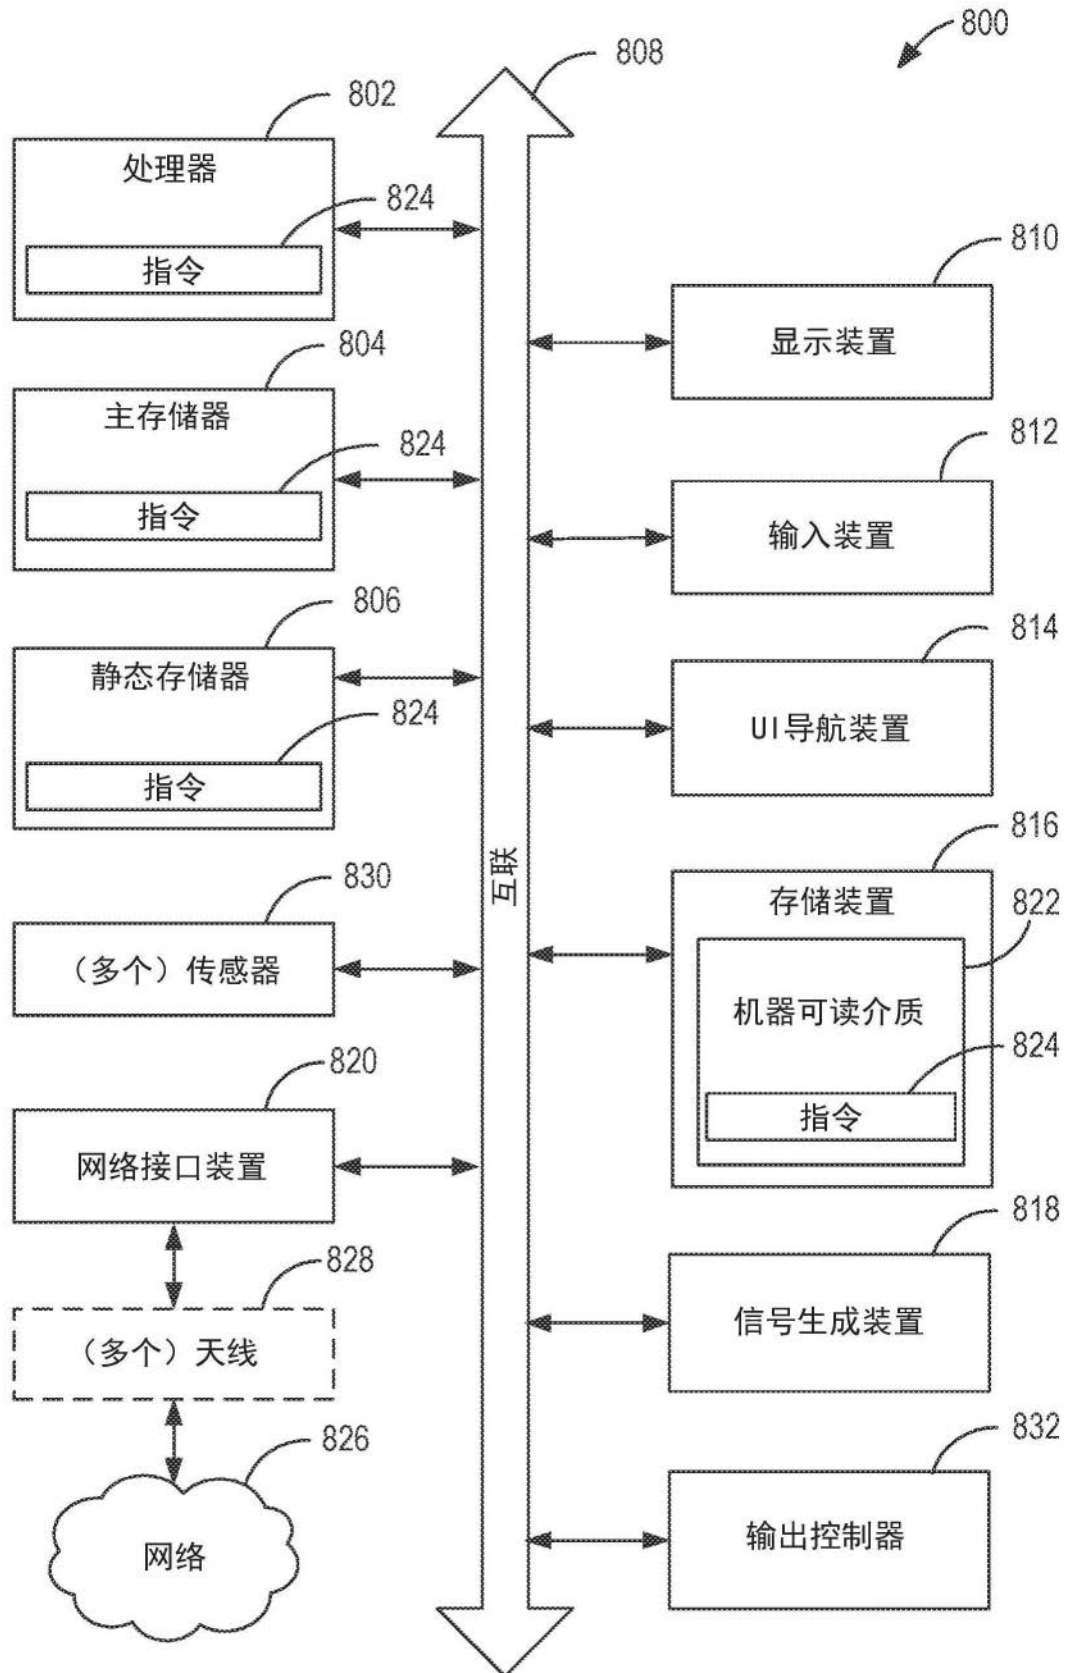 800
808
802
处理器
824
指令
804
主存储器
824
指令
806
静态存储器
824
指令
830
（多个）传感器
820
网络接口装置
828
（多个）天线
826
网络
互联
810
显示装置
812
输入装置
814
UI导航装置
816
存储装置
822
机器可读介质
824
指令
818
信号生成装置
832
输出控制器